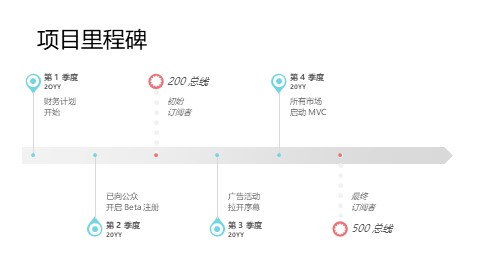 项目里程碑
第 1 季度
20YY
财务计划
开始
200 总线
初始
订阅者
第 4 季度
20YY
所有市场
启动 MVC
已向公众
开启 Beta 注册
第 2 季度
20YY
广告活动
拉开序幕
第 3 季度
20YY
最终
订阅者
500 总线